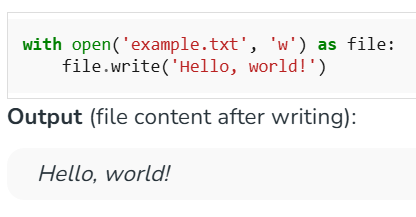 with open('example.txt', 'w') as file:
    file.write('Hello, world!')
Output (file content after writing):
Hello, world!